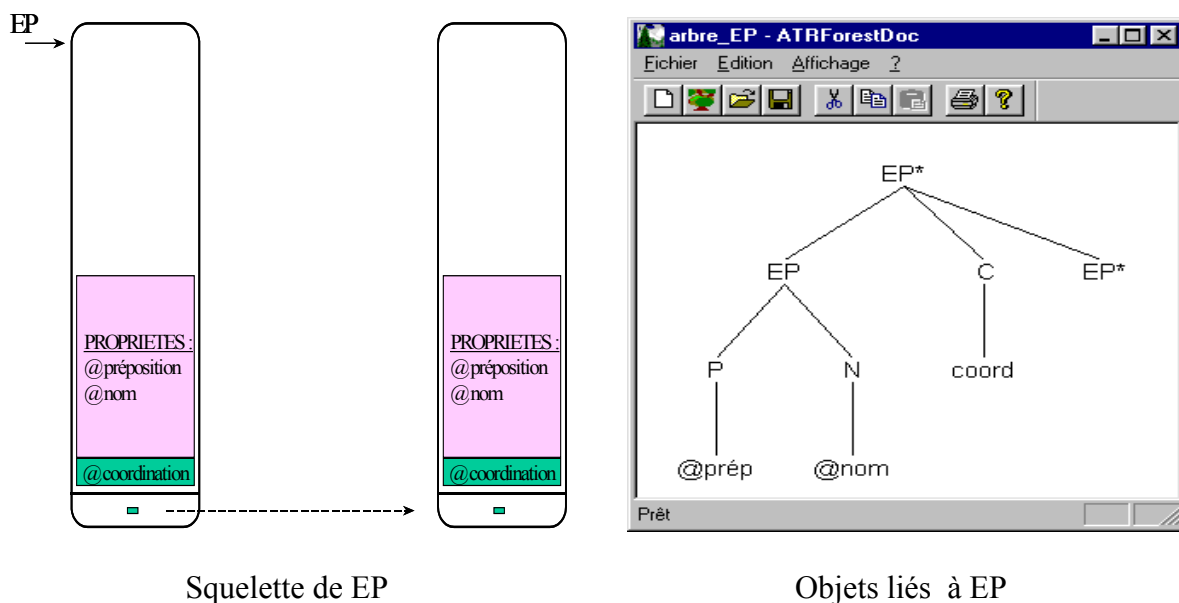 EP
PROPRIETES :
@préposition
@nom
@coordination
PROPRIETES :
@préposition
@nom
@coordination
Squelette de EP
arbre_EP - ATRForestDoc
Fichier Edition Affichage ?
EP*
EP C EP*
P N coord
@prép @nom
Prêt
Objets liés à EP